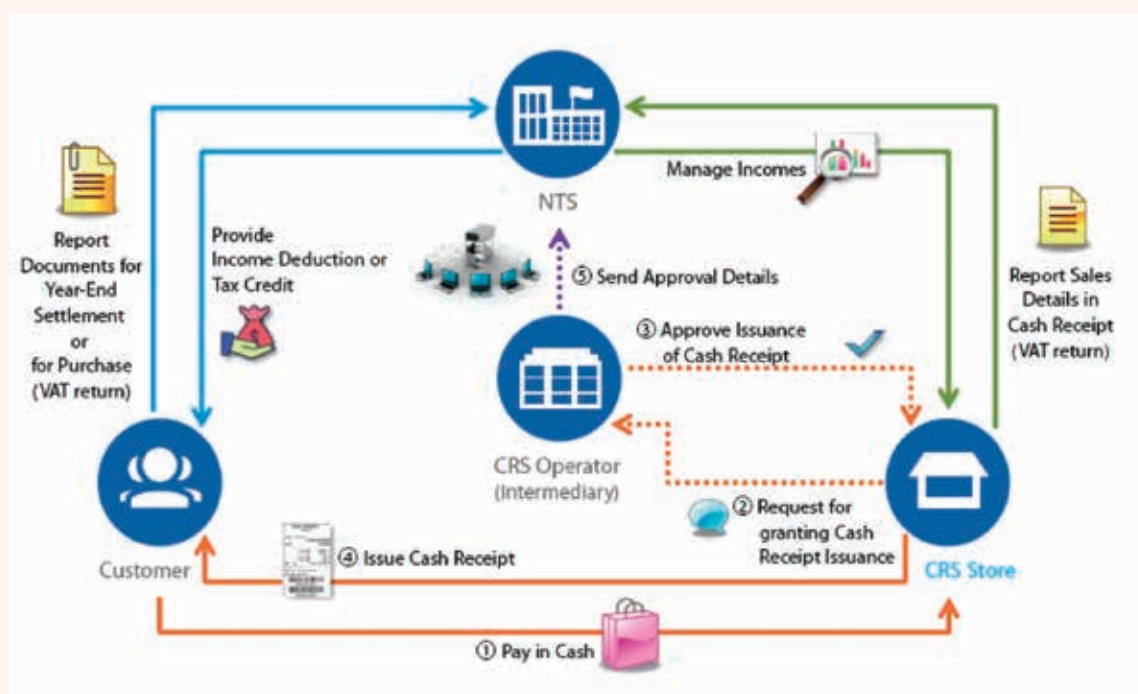 NTS
Manage Incomes
Report
Documents for
Year-End
Settlement
or
for Purchase
(VAT return)
Provide
Income Deduction or
Tax Credit
⑤ Send Approval Details
Report Sales
Details in
Cash Receipt
(VAT return)
③ Approve Issuance
of Cash Receipt
CRS Operator
(Intermediary)
② Request for
granting Cash
Receipt Issuance
④ Issue Cash Receipt
Customer
CRS Store
① Pay in Cash